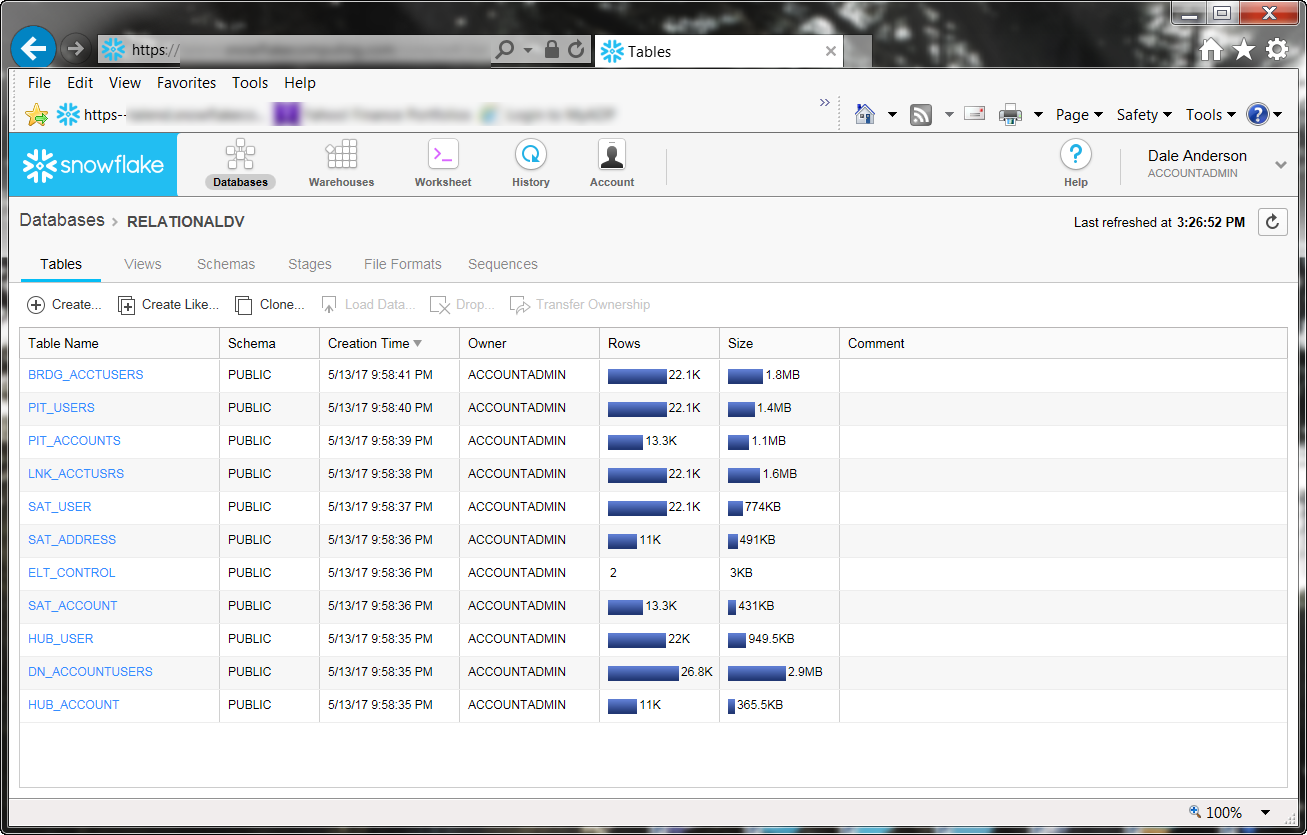 https://
Tables
File Edit View Favorites Tools Help
https--
Page Safety Tools
snowflake
Databases Warehouses Worksheet History Account Help
Dale Anderson
ACCOUNTADMIN
Databases > RELATIONALDV
Last refreshed at 3:26:52 PM
Tables Views Schemas Stages File Formats Sequences
Create... Create Like... Clone... Load Data... Drop... Transfer Ownership
Table Name Schema Creation Time Owner Rows Size Comment
BRDG_ACCTUSERS PUBLIC 5/13/17 9:58:41 PM ACCOUNTADMIN 22.1K 1.8MB
PIT_USERS PUBLIC 5/13/17 9:58:40 PM ACCOUNTADMIN 22.1K 1.4MB
PIT_ACCOUNTS PUBLIC 5/13/17 9:58:39 PM ACCOUNTADMIN 13.3K 1.1MB
LNK_ACCTUSRS PUBLIC 5/13/17 9:58:38 PM ACCOUNTADMIN 22.1K 1.6MB
SAT_USER PUBLIC 5/13/17 9:58:37 PM ACCOUNTADMIN 22.1K 774KB
SAT_ADDRESS PUBLIC 5/13/17 9:58:36 PM ACCOUNTADMIN 11K 491KB
ELT_CONTROL PUBLIC 5/13/17 9:58:36 PM ACCOUNTADMIN 2 3KB
SAT_ACCOUNT PUBLIC 5/13/17 9:58:36 PM ACCOUNTADMIN 13.3K 431KB
HUB_USER PUBLIC 5/13/17 9:58:35 PM ACCOUNTADMIN 22K 949.5KB
DN_ACCOUNTUSERS PUBLIC 5/13/17 9:58:35 PM ACCOUNTADMIN 26.8K 2.9MB
HUB_ACCOUNT PUBLIC 5/13/17 9:58:35 PM ACCOUNTADMIN 11K 365.5KB
100%